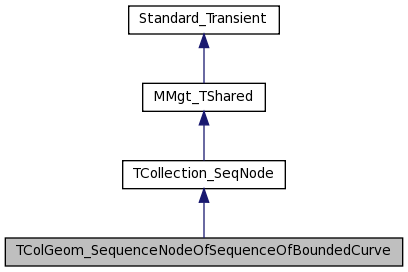 Standard_Transient
MMgt_TShared
TCollection_SeqNode
TColGeom_SequenceNodeOfSequenceOfBoundedCurve